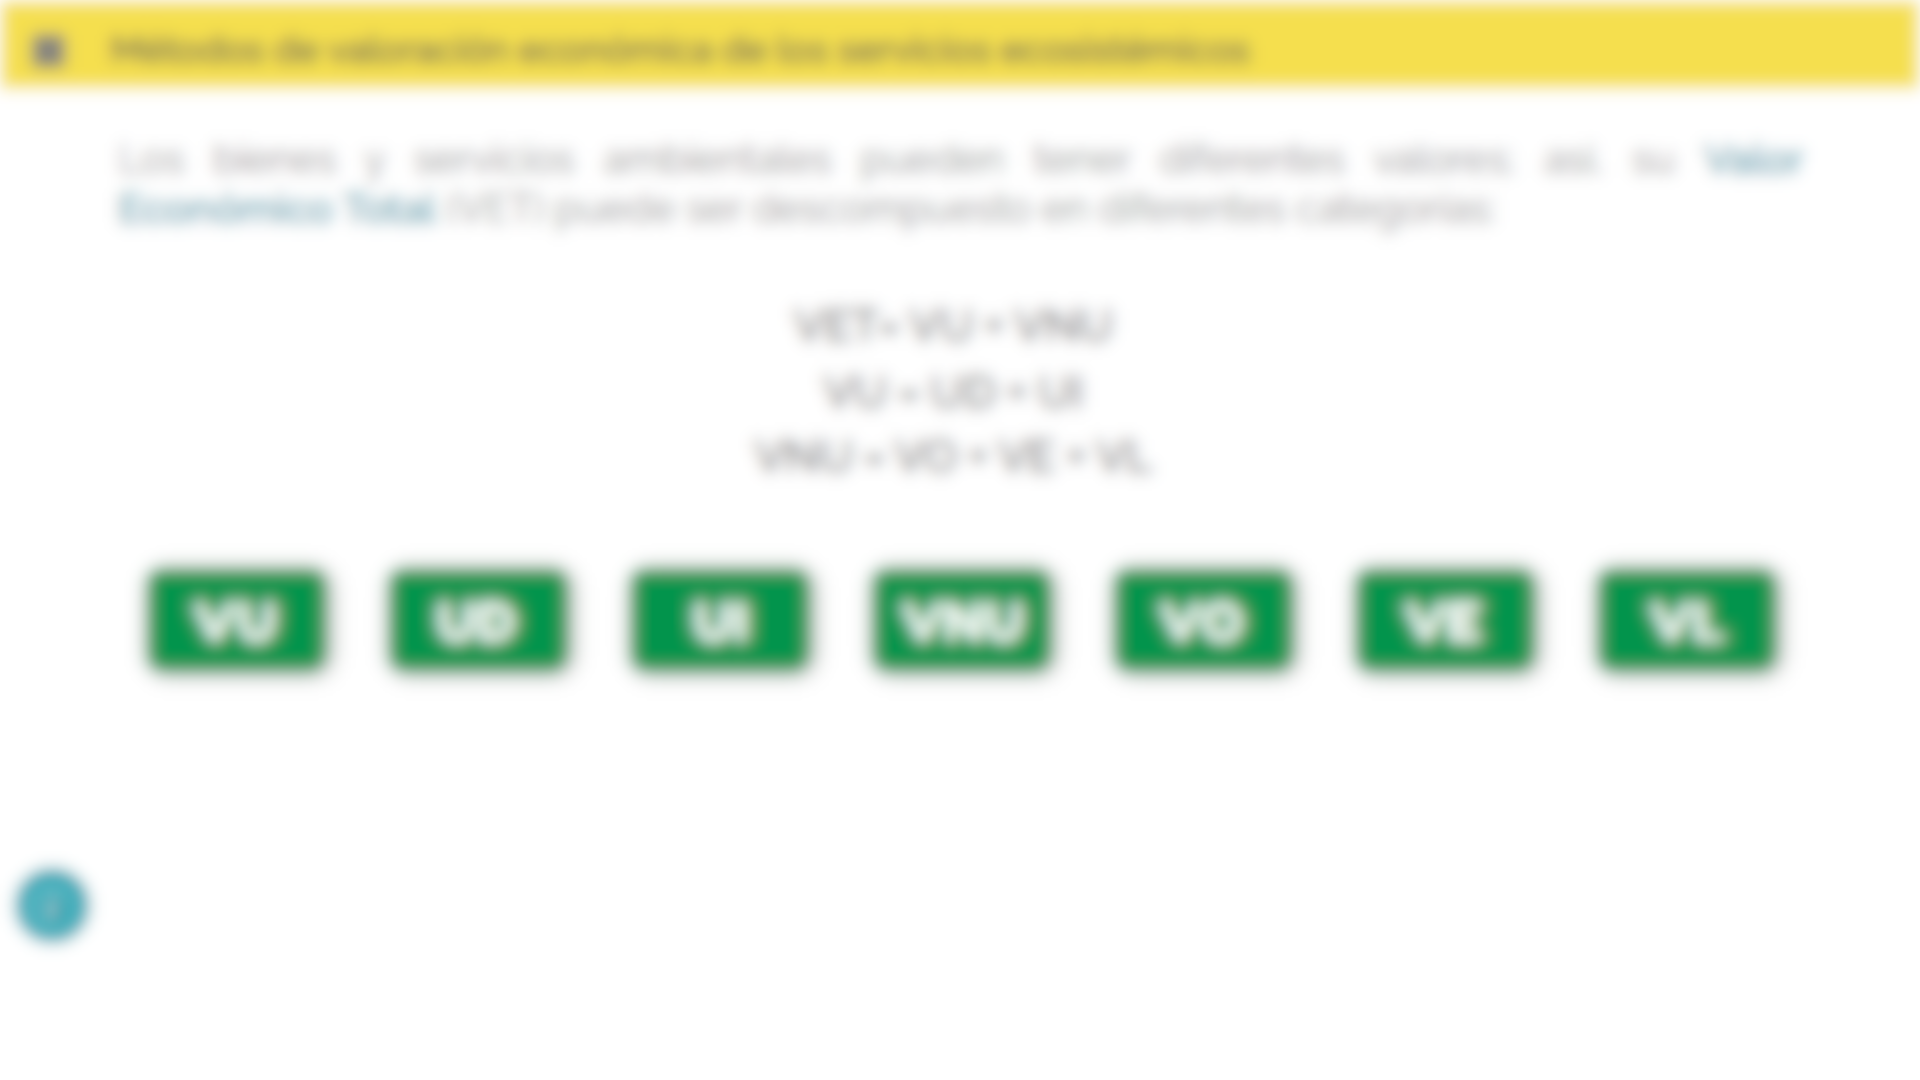 Métodos de valoración económica de los servicios ecosistémicos
Los bienes y servicios ambientales pueden tener diferentes valores; así, su Valor
Económico Total (VET) puede ser descompuesto en diferentes categorías:
VET= VU + VNU
VU = UD + UI
VNU = VO + VE + VL
VU UD UI VNU VO VE VL